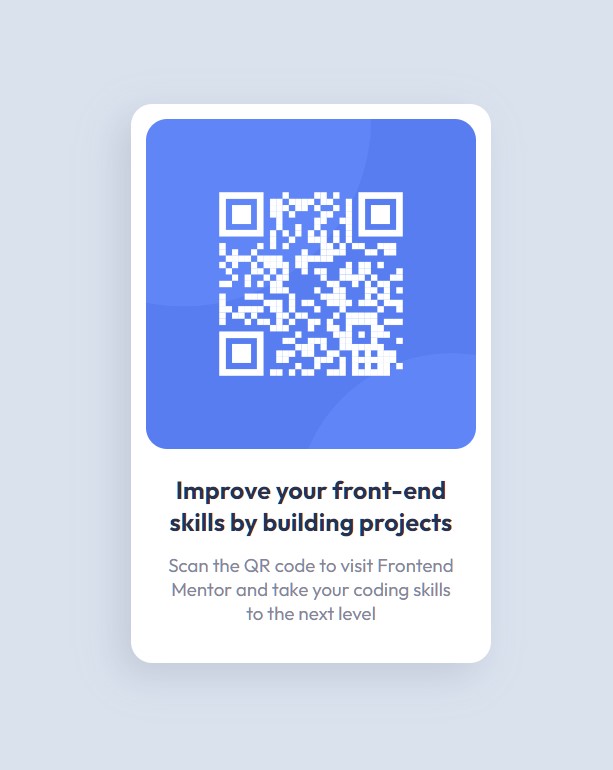 Improve your front-end
skills by building projects
Scan the QR code to visit Frontend
Mentor and take your coding skills
to the next level